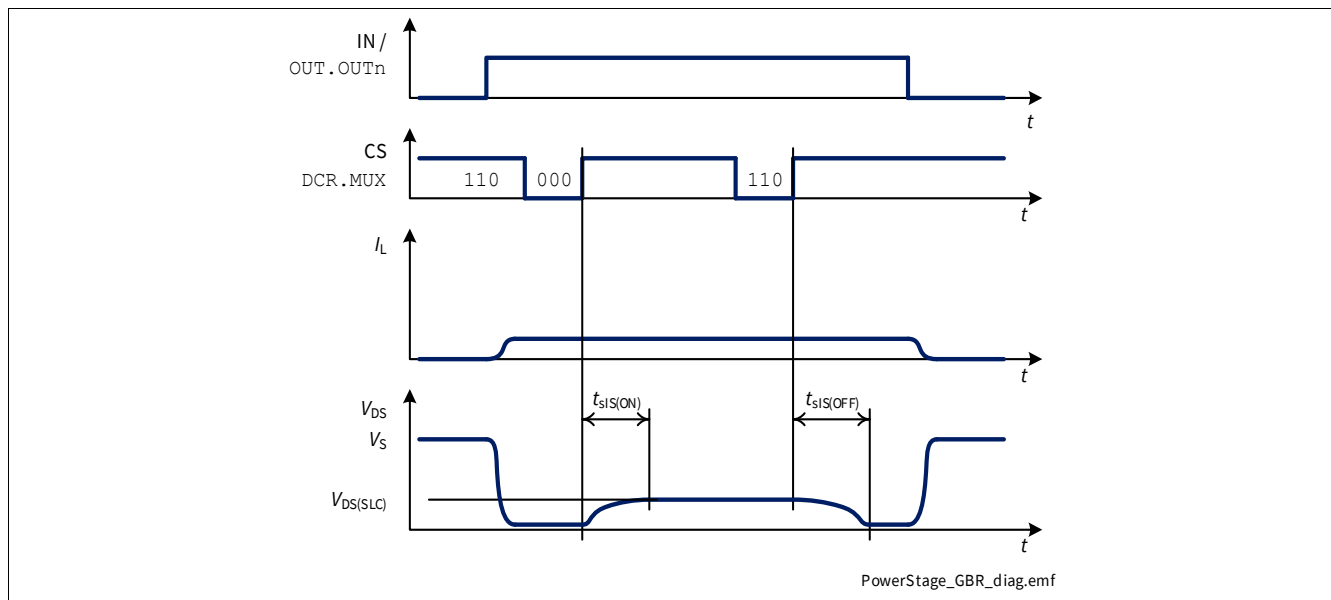 IN /
OUT.OUTn
t
CS
DCR.MUX 110 000 110
t
IL
t
VDS
tsIS(ON) tsIS(OFF)
VS
VDS(SLC)
t
PowerStage_GBR_diag.emf